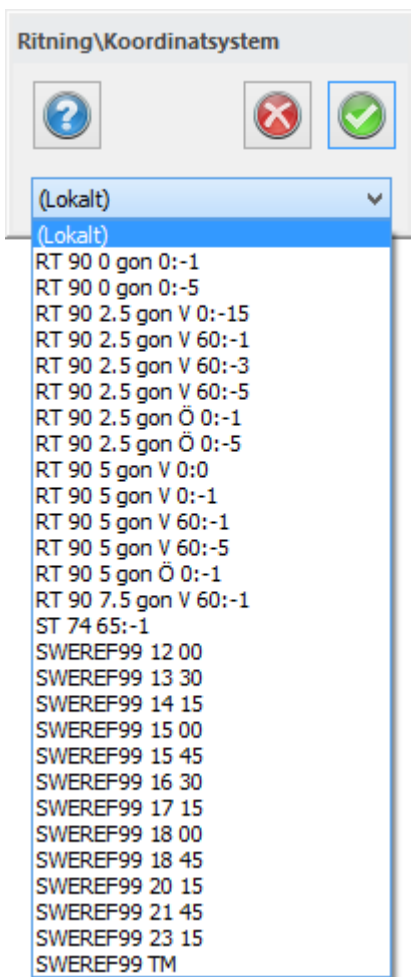 Ritning\Koordinatsystem
(Lokalt)
(Lokalt)
RT 90 0 gon 0:-1
RT 90 0 gon 0:-5
RT 90 2.5 gon V 0:-15
RT 90 2.5 gon V 60:-1
RT 90 2.5 gon V 60:-3
RT 90 2.5 gon V 60:-5
RT 90 2.5 gon Ö 0:-1
RT 90 2.5 gon Ö 0:-5
RT 90 5 gon V 0:0
RT 90 5 gon V 0:-1
RT 90 5 gon V 60:-1
RT 90 5 gon V 60:-5
RT 90 5 gon Ö 0:-1
RT 90 7.5 gon V 60:-1
ST 74 65:-1
SWEREF99 12 00
SWEREF99 13 30
SWEREF99 14 15
SWEREF99 15 00
SWEREF99 15 45
SWEREF99 16 30
SWEREF99 17 15
SWEREF99 18 00
SWEREF99 18 45
SWEREF99 20 15
SWEREF99 21 45
SWEREF99 23 15
SWEREF99 TM